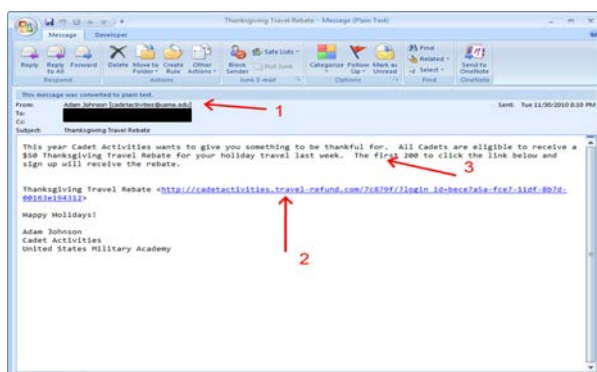 Thanksgiving Travel Rebate - Message (Plain Text)
Message Developer
Reply Reply to All Forward Delete Move to Folder Create Rule Other Actions Block Sender Safe Lists Not Junk Categorize Follow Up Mark as Unread Find Related Select Send to OneNote
Respond Actions Junk E-mail Options Find OneNote
This message was converted to plain text.
From: Adam Johnson [cadetactivities@usma.edu] 1 Sent: Tue 11/30/2010 8:10 PM
To:
Cc:
Subject: Thanksgiving Travel Rebate
This year Cadet Activities wants to give you something to be thankful for. All Cadets are eligible to receive a
$50 Thanksgiving Travel Rebate for your holiday travel last week. The first 200 to click the link below and
sign up will receive the rebate.
3
Thanksgiving Travel Rebate <http://cadetactivities.travel-refund.com/7c879f/?login_id=bece7a5a-fce7-11df-8b7d-
00163e194312>
Happy Holidays!
2
Adam Johnson
Cadet Activities
United States Military Academy